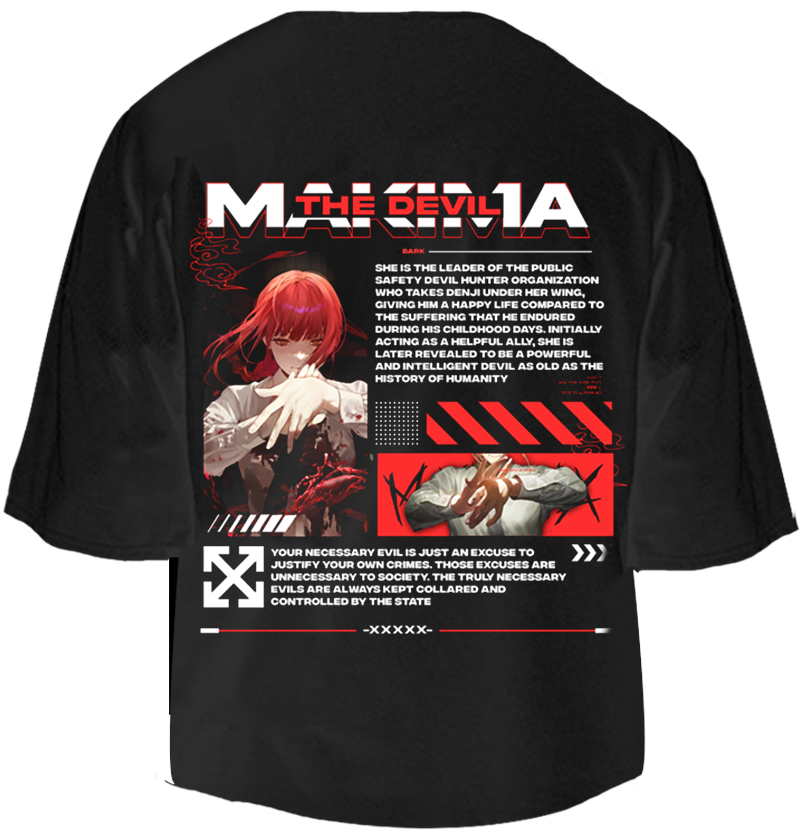 MAKIMA
THE DEVIL
BARK
SHE IS THE LEADER OF THE PUBLIC
SAFETY DEVIL HUNTER ORGANIZATION
WHO TAKES DENJI UNDER HER WING,
GIVING HIM A HAPPY LIFE COMPARED TO
THE SUFFERING THAT HE ENDURED
DURING HIS CHILDHOOD DAYS. INITIALLY
ACTING AS A HELPFUL ALLY, SHE IS
LATER REVEALED TO BE A POWERFUL
AND INTELLIGENT DEVIL AS OLD AS THE
HISTORY OF HUMANITY
YOUR NECESSARY EVIL IS JUST AN EXCUSE TO
JUSTIFY YOUR OWN CRIMES. THOSE EXCUSES ARE
UNNECESSARY TO SOCIETY. THE TRULY NECESSARY
EVILS ARE ALWAYS KEPT COLLARED AND
CONTROLLED BY THE STATE
-XXXXX-